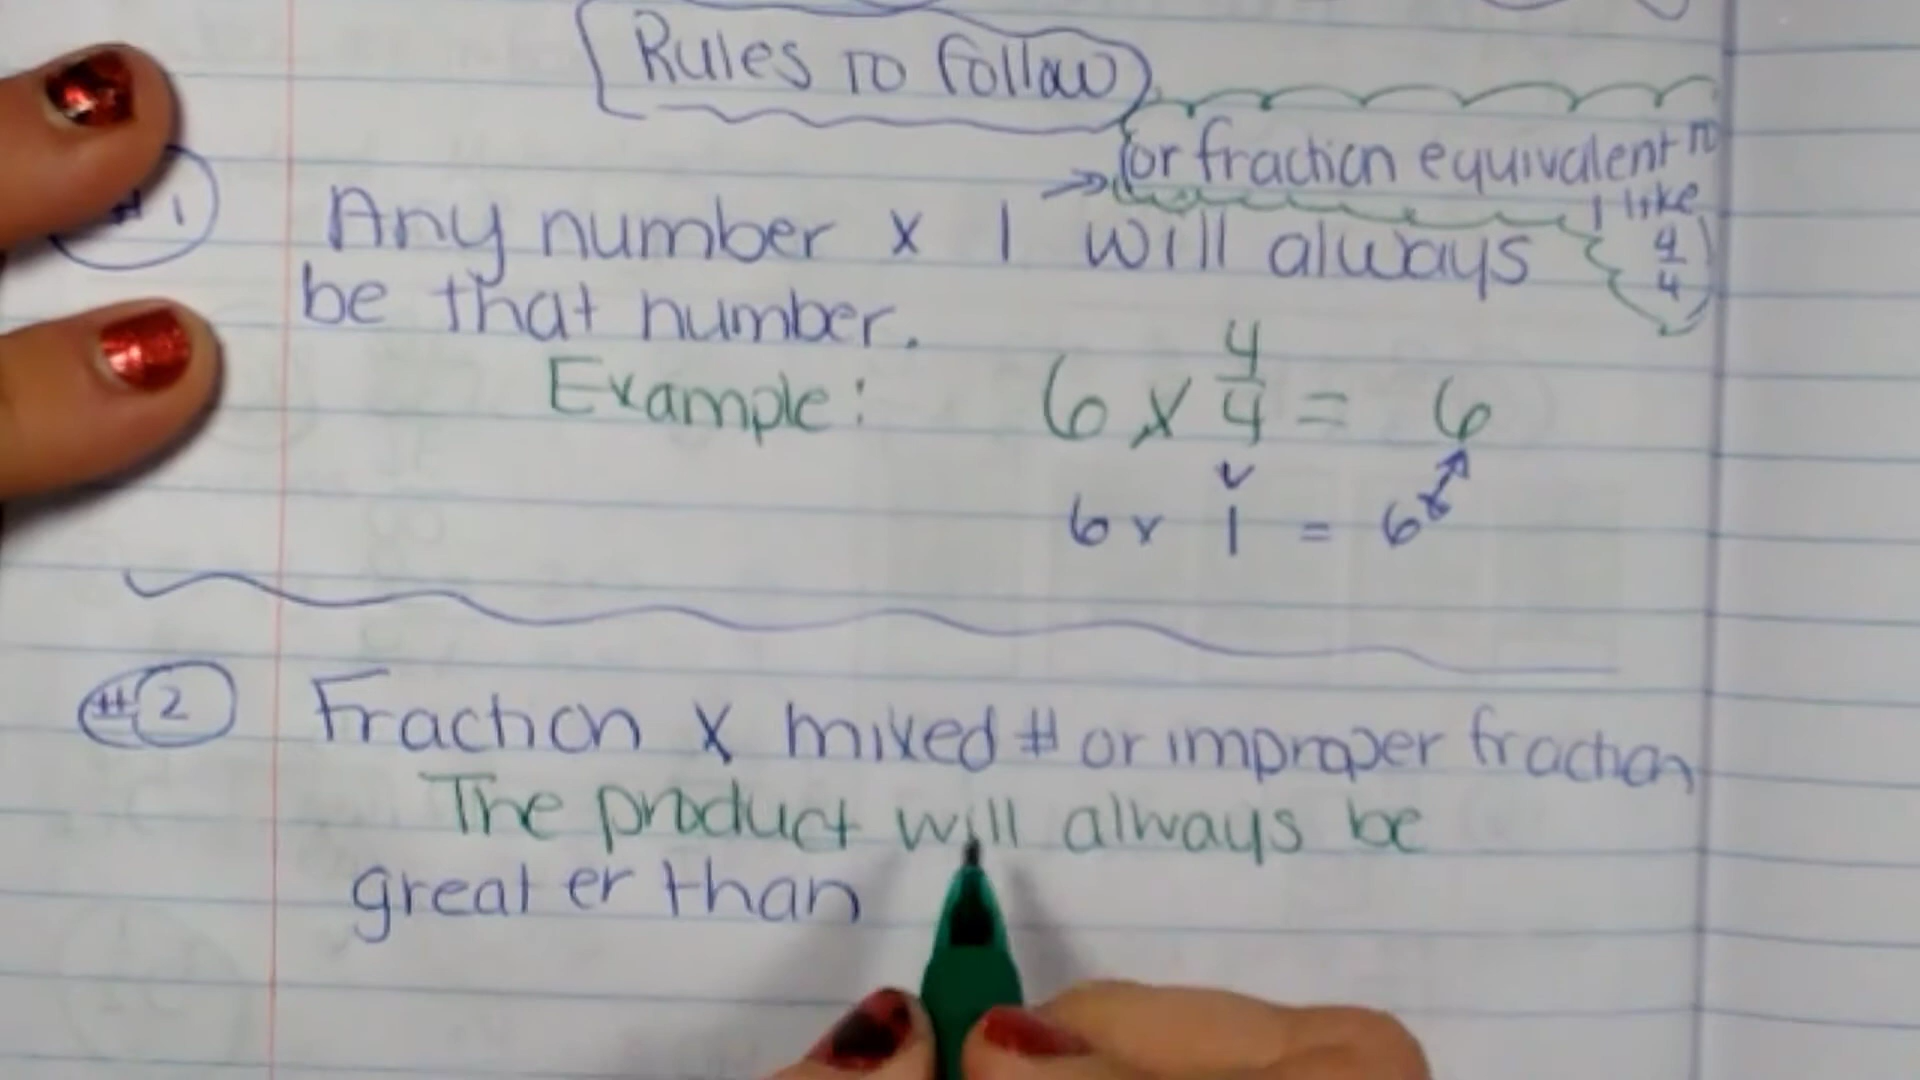 Rules to follow
(or fraction equivalent to
1 like
4/4)
#1 Any number x 1 will always
be that number.
Example: 6 x 4/4 = 6
6 x 1 = 6
#2 Fraction x mixed # or improper fraction
The product will always be
greater than